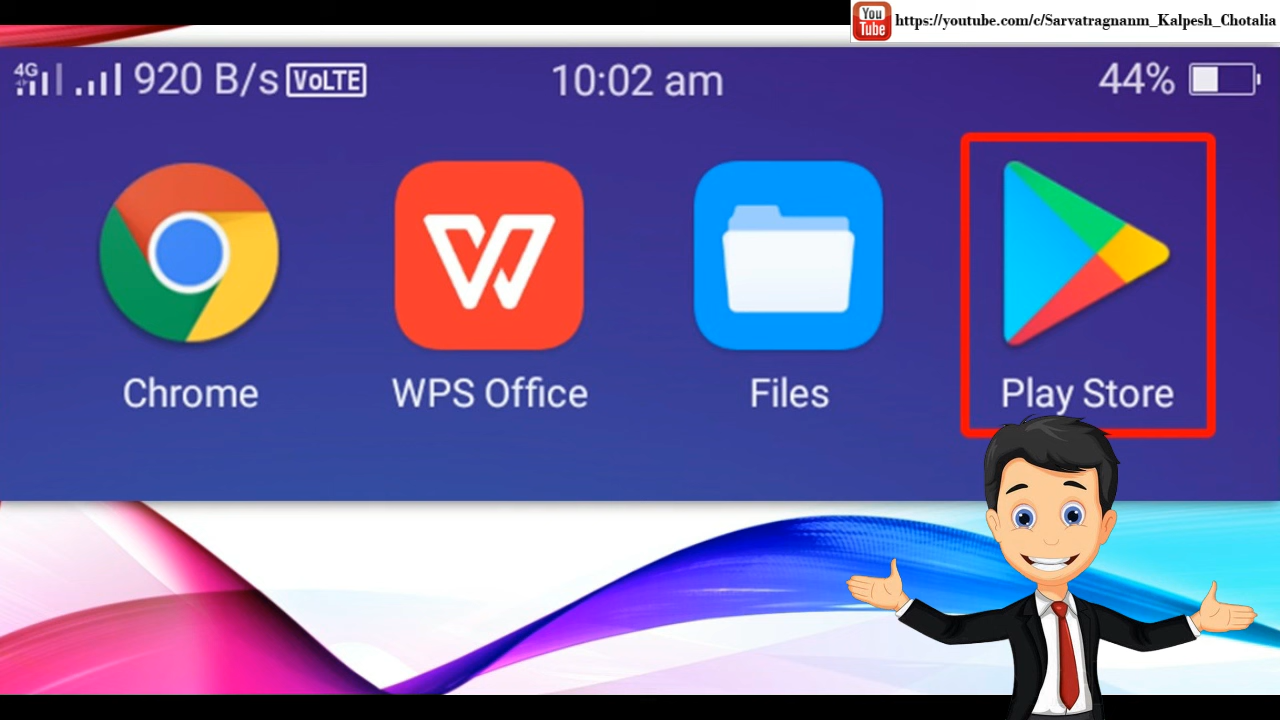 You
Tube
https://youtube.com/c/Sarvatragnanm_Kalpesh_Chotalia
4G 920 B/s VoLTE 10:02 am 44%
Chrome WPS Office Files Play Store